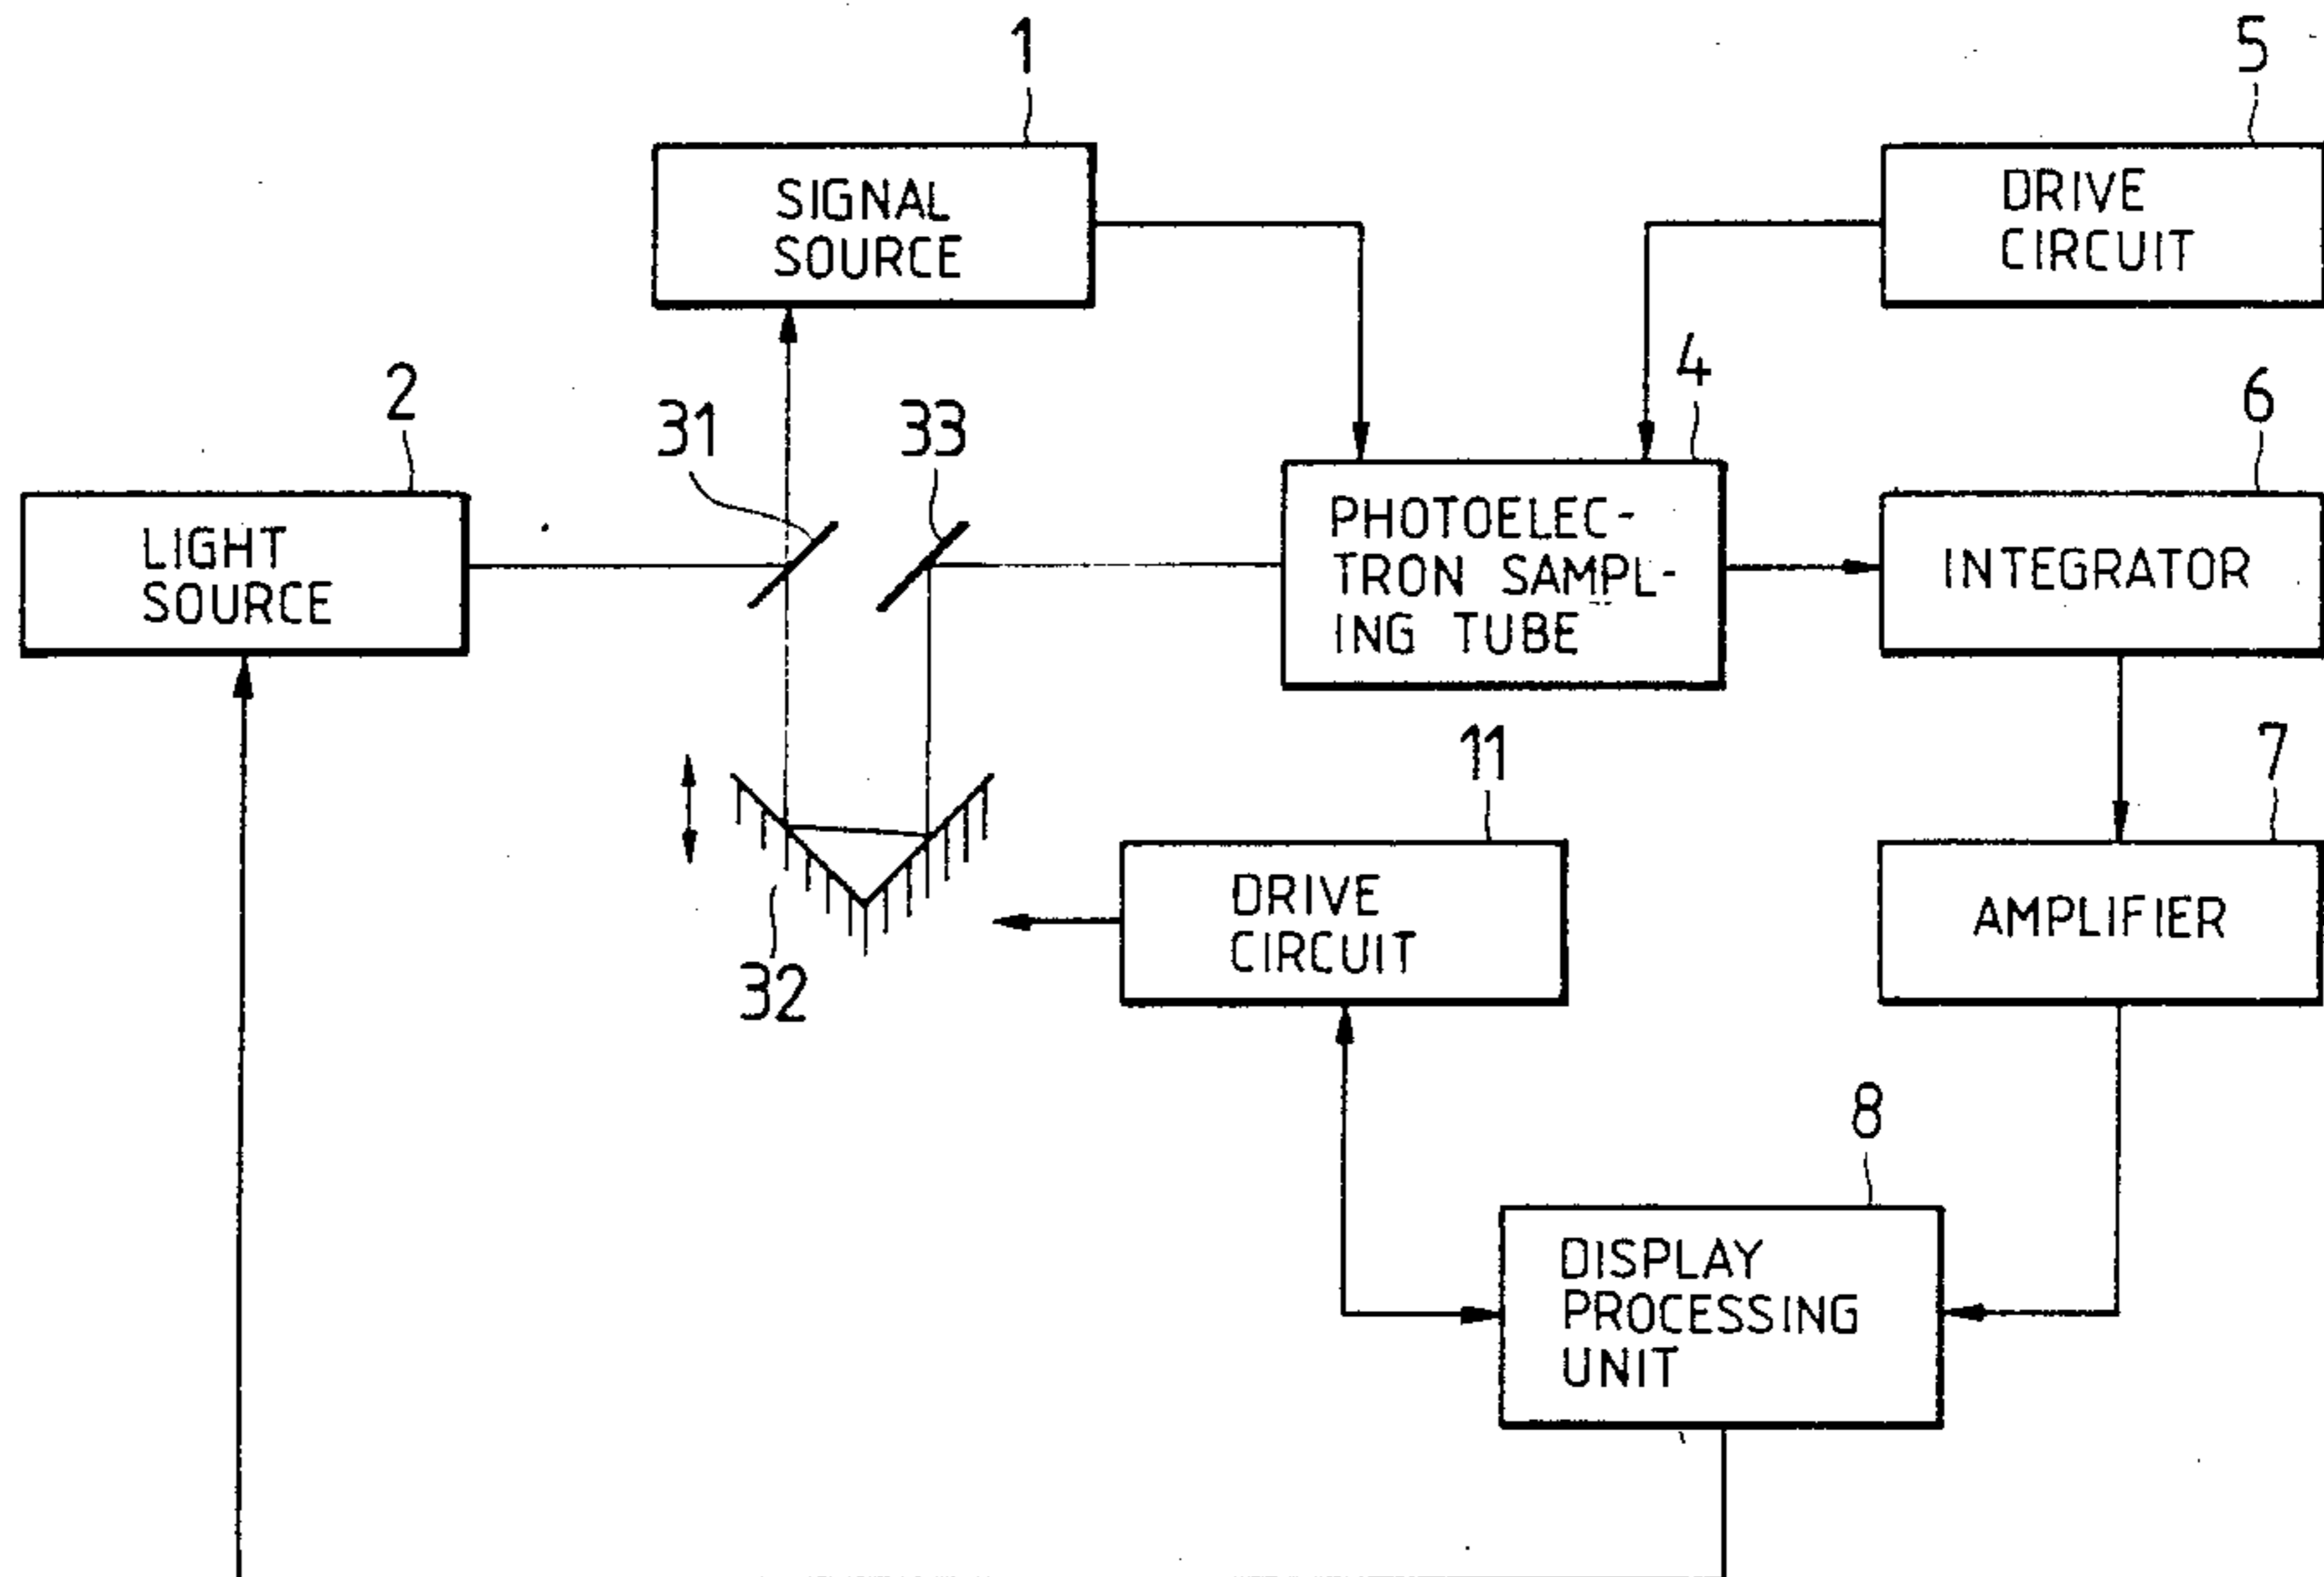 1
5
SIGNAL
SOURCE
DRIVE
CIRCUIT
2
31
33
4
6
LIGHT
SOURCE
PHOTOELEC-
TRON SAMPL-
ING TUBE
INTEGRATOR
11
7
32
DRIVE
CIRCUIT
AMPLIFIER
8
DISPLAY
PROCESSING
UNIT